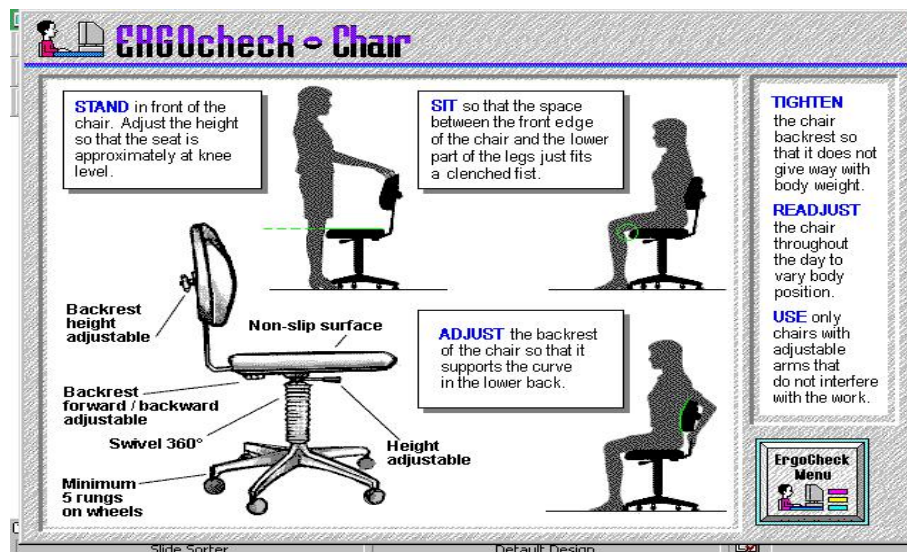 ERGOcheck - Chair
STAND in front of the
chair. Adjust the height
so that the seat is
approximately at knee
level.
SIT so that the space
between the front edge
of the chair and the lower
part of the legs just fits
a clenched fist.
TIGHTEN
the chair
backrest so
that it does not
give way with
body weight.
READJUST
the chair
throughout
the day to
vary body
position.
USE only
chairs with
adjustable
arms that
do not interfere
with the work.
Backrest
height
adjustable
Non-slip surface
ADJUST the backrest
of the chair so that it
supports the curve
in the lower back.
Backrest
forward / backward
adjustable
Swivel 360°
Height
adjustable
Minimum
5 rungs
on wheels
ErgoCheck
Menu
Slide Sorter
Default Design